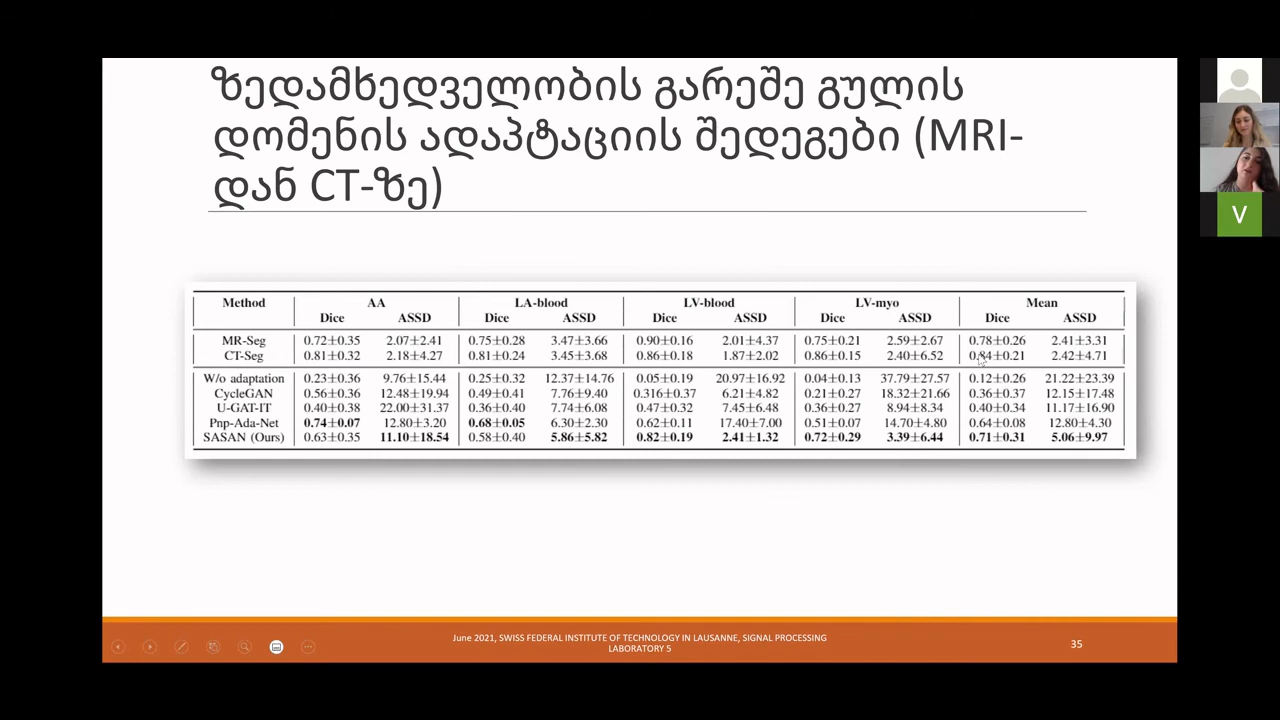 ზედამხედველობის გარეშე გულის
დომენის ადაპტაციის შედეგები (MRI-
დან CT-ზე)
Method AA LA-blood LV-blood LV-myo Mean
Dice ASSD Dice ASSD Dice ASSD Dice ASSD Dice ASSD
MR-Seg 0.72±0.35 2.07±2.41 0.75±0.28 3.47±3.66 0.90±0.16 2.01±4.37 0.75±0.21 2.59±2.67 0.78±0.26 2.41±3.31
CT-Seg 0.81±0.32 2.18±4.27 0.81±0.24 3.45±3.68 0.86±0.18 1.87±2.02 0.86±0.15 2.40±6.52 0.84±0.21 2.42±4.71
W/o adaptation 0.23±0.36 9.76±15.44 0.25±0.32 12.37±14.76 0.05±0.19 20.97±16.92 0.04±0.13 37.79±27.57 0.12±0.26 21.22±23.39
CycleGAN 0.56±0.36 12.48±19.94 0.49±0.41 7.76±9.40 0.316±0.37 6.21±4.82 0.21±0.27 18.32±21.66 0.36±0.37 12.15±17.48
U-GAT-IT 0.40±0.38 22.00±31.37 0.36±0.40 7.74±6.08 0.47±0.32 7.45±6.48 0.36±0.27 8.94±8.34 0.40±0.34 11.17±16.90
Pnp-Ada-Net 0.74±0.07 12.80±3.20 0.68±0.05 6.30±2.30 0.62±0.11 17.40±7.00 0.51±0.07 14.70±4.80 0.64±0.08 12.80±4.30
SASAN (Ours) 0.63±0.35 11.10±18.54 0.58±0.40 5.86±5.82 0.82±0.19 2.41±1.32 0.72±0.29 3.39±6.44 0.71±0.31 5.06±9.97
June 2021, SWISS FEDERAL INSTITUTE OF TECHNOLOGY IN LAUSANNE, SIGNAL PROCESSING
LABORATORY 5
35
V